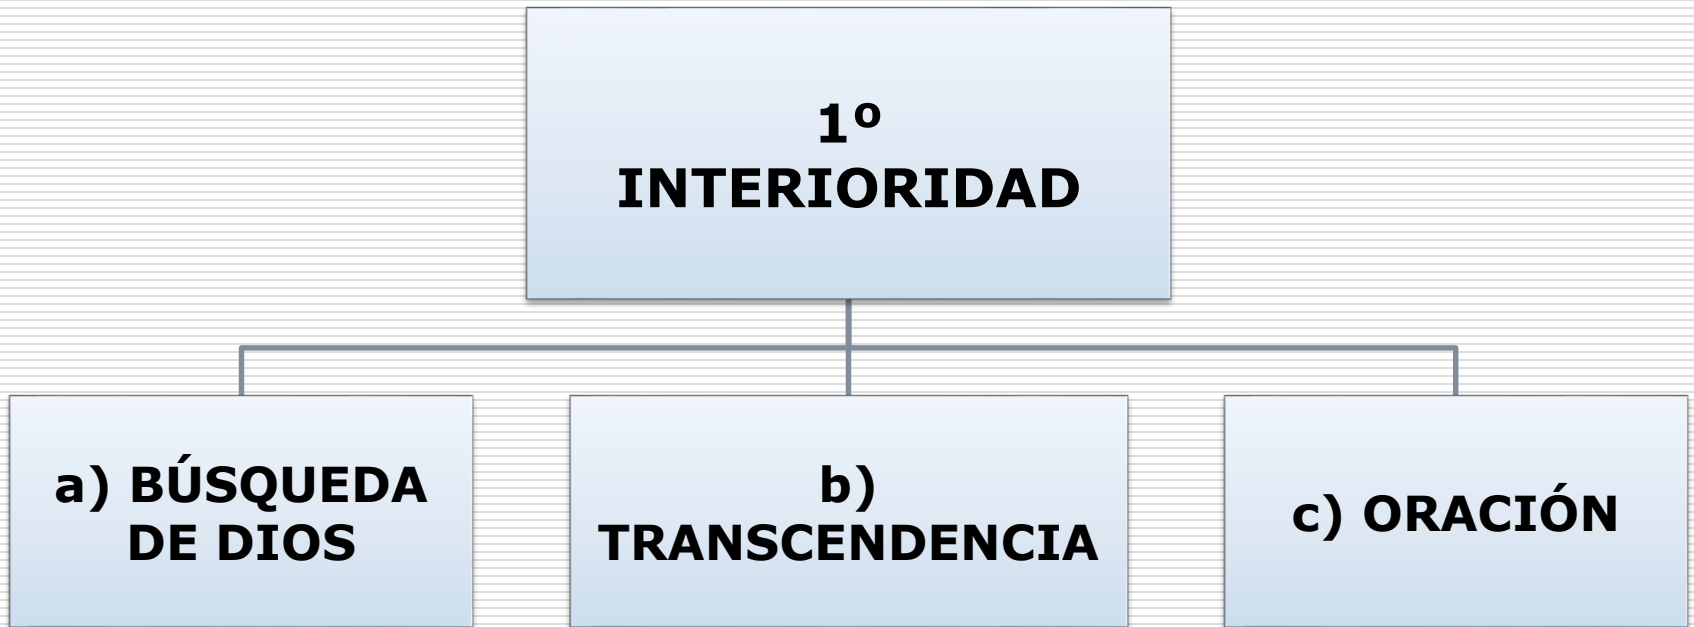 1º
INTERIORIDAD
a) BÚSQUEDA
DE DIOS
b)
TRANSCENDENCIA
c) ORACIÓN